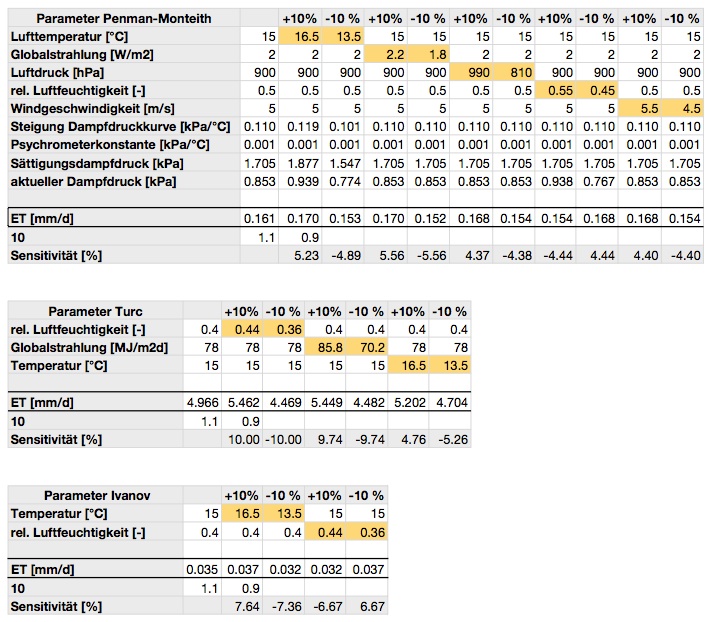 Parameter Penman-Monteith +10% -10 % +10% -10 % +10% -10 % +10% -10 % +10% -10 %
Lufttemperatur [°C] 15 16.5 13.5 15 15 15 15 15 15 15 15
Globalstrahlung [W/m2] 2 2 2 2.2 1.8 2 2 2 2 2 2
Luftdruck [hPa] 900 900 900 900 900 990 810 900 900 900 900
rel. Luftfeuchtigkeit [-] 0.5 0.5 0.5 0.5 0.5 0.5 0.5 0.55 0.45 0.5 0.5
Windgeschwindigkeit [m/s] 5 5 5 5 5 5 5 5 5 5.5 4.5
Steigung Dampfdruckkurve [kPa/°C] 0.110 0.119 0.101 0.110 0.110 0.110 0.110 0.110 0.110 0.110 0.110
Psychrometerkonstante [kPa/°C] 0.001 0.001 0.001 0.001 0.001 0.001 0.001 0.001 0.001 0.001 0.001
Sättigungsdampfdruck [kPa] 1.705 1.877 1.547 1.705 1.705 1.705 1.705 1.705 1.705 1.705 1.705
aktueller Dampfdruck [kPa] 0.853 0.939 0.774 0.853 0.853 0.853 0.853 0.938 0.767 0.853 0.853
ET [mm/d] 0.161 0.170 0.153 0.170 0.152 0.168 0.154 0.154 0.168 0.168 0.154
10 1.1 0.9
Sensitivität [%] 5.23 -4.89 5.56 -5.56 4.37 -4.38 -4.44 4.44 4.40 -4.40
Parameter Turc +10% -10 % +10% -10 % +10% -10 %
rel. Luftfeuchtigkeit [-] 0.4 0.44 0.36 0.4 0.4 0.4 0.4
Globalstrahlung [MJ/m2d] 78 78 78 85.8 70.2 78 78
Temperatur [°C] 15 15 15 15 15 16.5 13.5
ET [mm/d] 4.966 5.462 4.469 5.449 4.482 5.202 4.704
10 1.1 0.9
Sensitivität [%] 10.00 -10.00 9.74 -9.74 4.76 -5.26
Parameter Ivanov +10% -10 % +10% -10 %
Temperatur [°C] 15 16.5 13.5 15 15
rel. Luftfeuchtigkeit [-] 0.4 0.4 0.4 0.44 0.36
ET [mm/d] 0.035 0.037 0.032 0.032 0.037
10 1.1 0.9
Sensitivität [%] 7.64 -7.36 -6.67 6.67